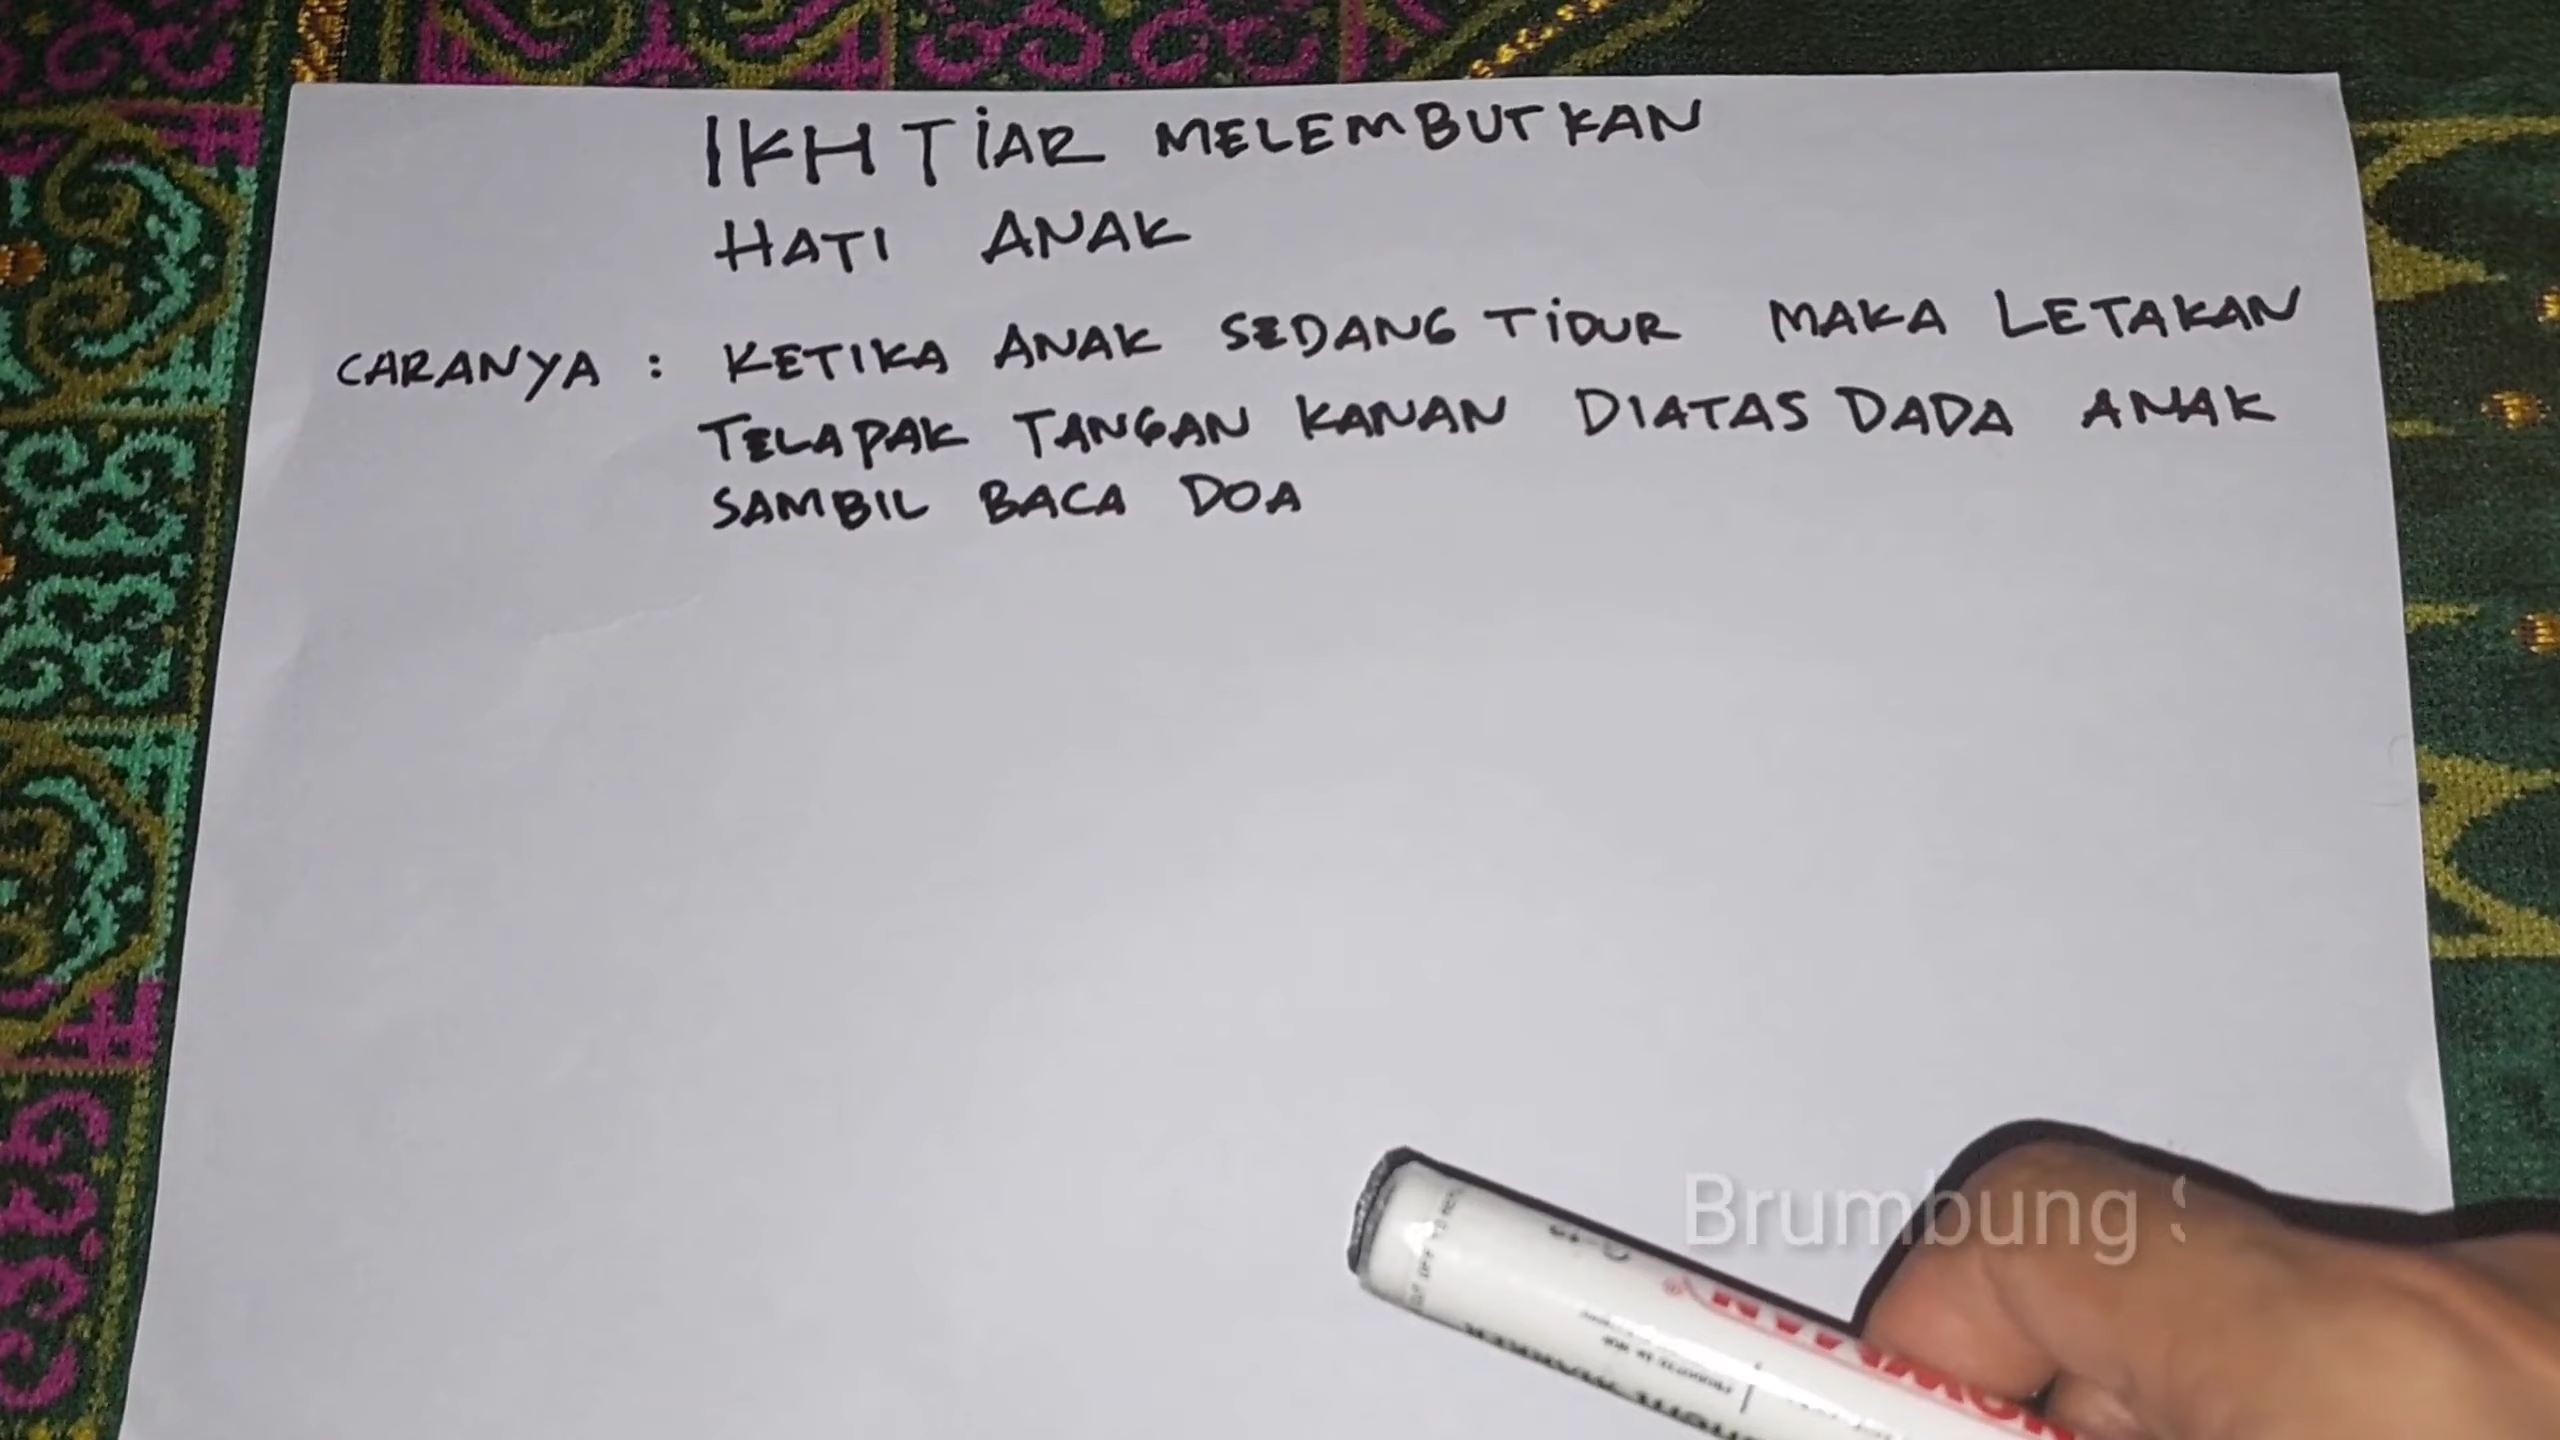 IKHTIAR MELEMBUTKAN
HATI ANAK
CARANYA : KETIKA ANAK SEDANG TIDUR MAKA LETAKAN
TELAPAK TANGAN KANAN DIATAS DADA ANAK
SAMBIL BACA DOA
Brumbung
SNOWMAN